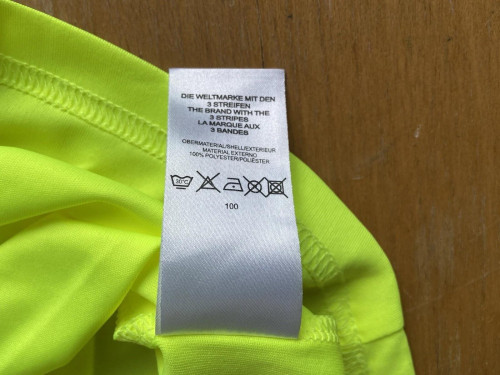 DIE WELTMARKE MIT DEN
3 STREIFEN
THE BRAND WITH THE
3 STRIPES
LA MARQUE AUX
3 BANDES
OBERMATERIAL/SHELL/EXTERIEUR
MATERIAL EXTERNO
100% POLYESTER/POLIÉSTER
30°C
100